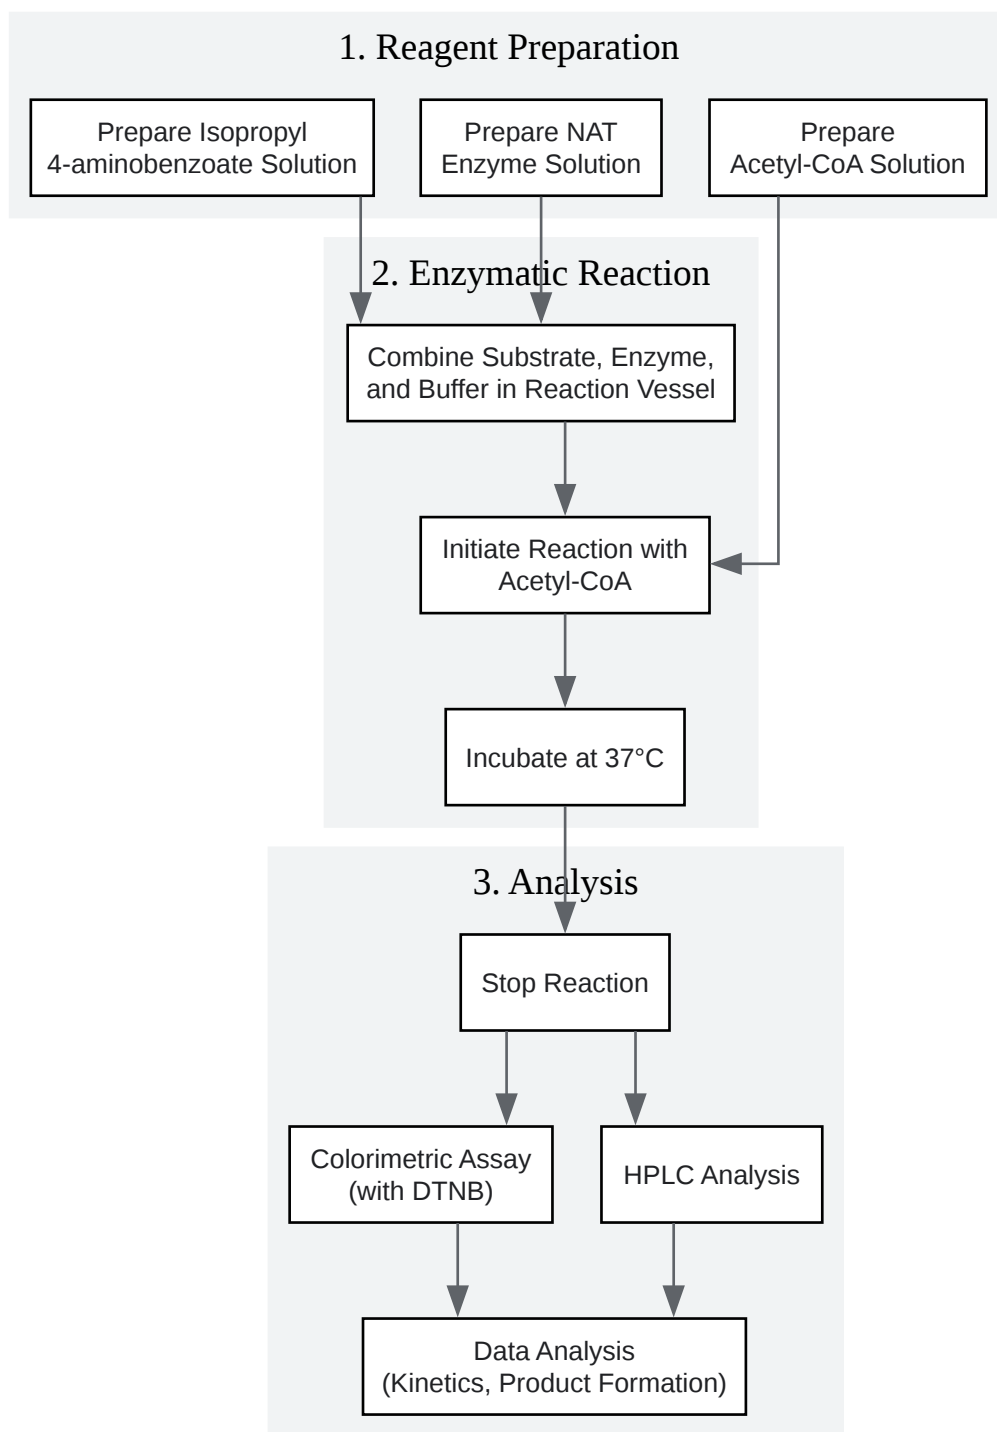 1. Reagent Preparation
Prepare Isopropyl
4-aminobenzoate Solution
Prepare NAT
Enzyme Solution
Prepare
Acetyl-CoA Solution
2. Enzymatic Reaction
Combine Substrate, Enzyme,
and Buffer in Reaction Vessel
Initiate Reaction with
Acetyl-CoA
Incubate at 37°C
3. Analysis
Stop Reaction
Colorimetric Assay
(with DTNB)
HPLC Analysis
Data Analysis
(Kinetics, Product Formation)